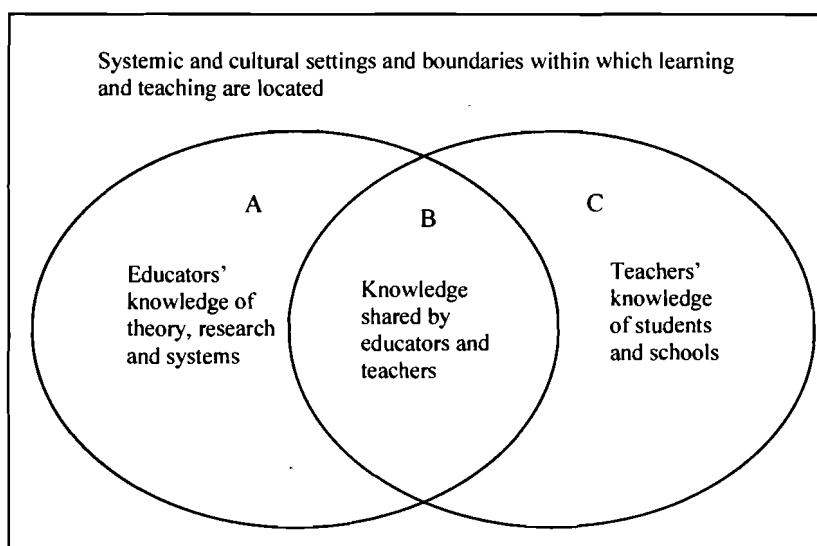 Systemic and cultural settings and boundaries within which learning
and teaching are located
A
B
C
Educators'
knowledge of
theory, research
and systems
Knowledge
shared by
educators and
teachers
Teachers'
knowledge
of students
and schools